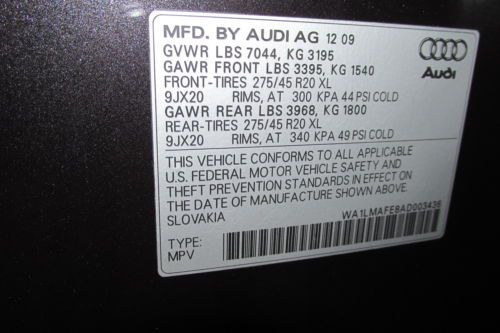 MFD. BY AUDI AG 12 09
GVWR LBS 7044, KG 3195
GAWR FRONT LBS 3395, KG 1540
FRONT-TIRES 275/45 R20 XL
9JX20 RIMS, AT 300 KPA 44 PSI COLD
GAWR REAR LBS 3968, KG 1800
REAR-TIRES 275/45 R20 XL
9JX20 RIMS, AT 340 KPA 49 PSI COLD
Audi
THIS VEHICLE CONFORMS TO ALL APPLICABLE
U.S. FEDERAL MOTOR VEHICLE SAFETY AND
THEFT PREVENTION STANDARDS IN EFFECT
ON THE DATE OF MANUFACTURE SHOWN ABOVE.
SLOVAKIA
WA1LMAFE8AD003436
TYPE:
MPV